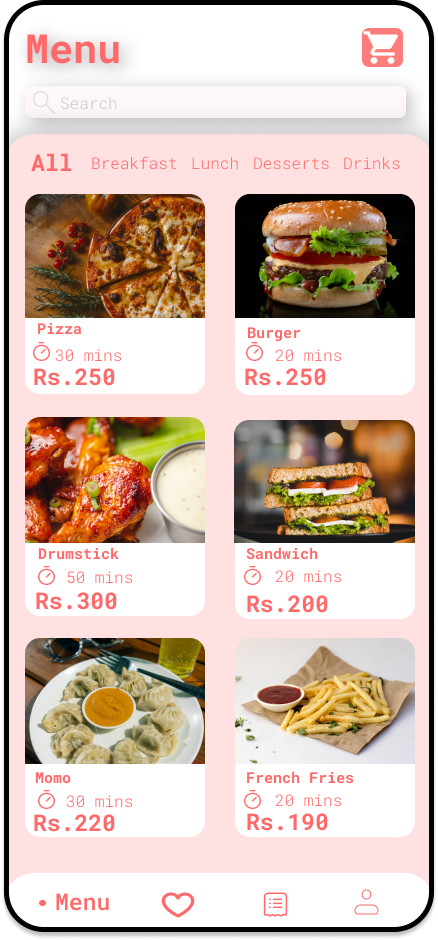 Menu
Search
All Breakfast Lunch Desserts Drinks
Pizza
30 mins
Rs.250
Burger
20 mins
Rs.250
Drumstick
50 mins
Rs.300
Sandwich
20 mins
Rs.200
Momo
30 mins
Rs.220
French Fries
20 mins
Rs.190
• Menu